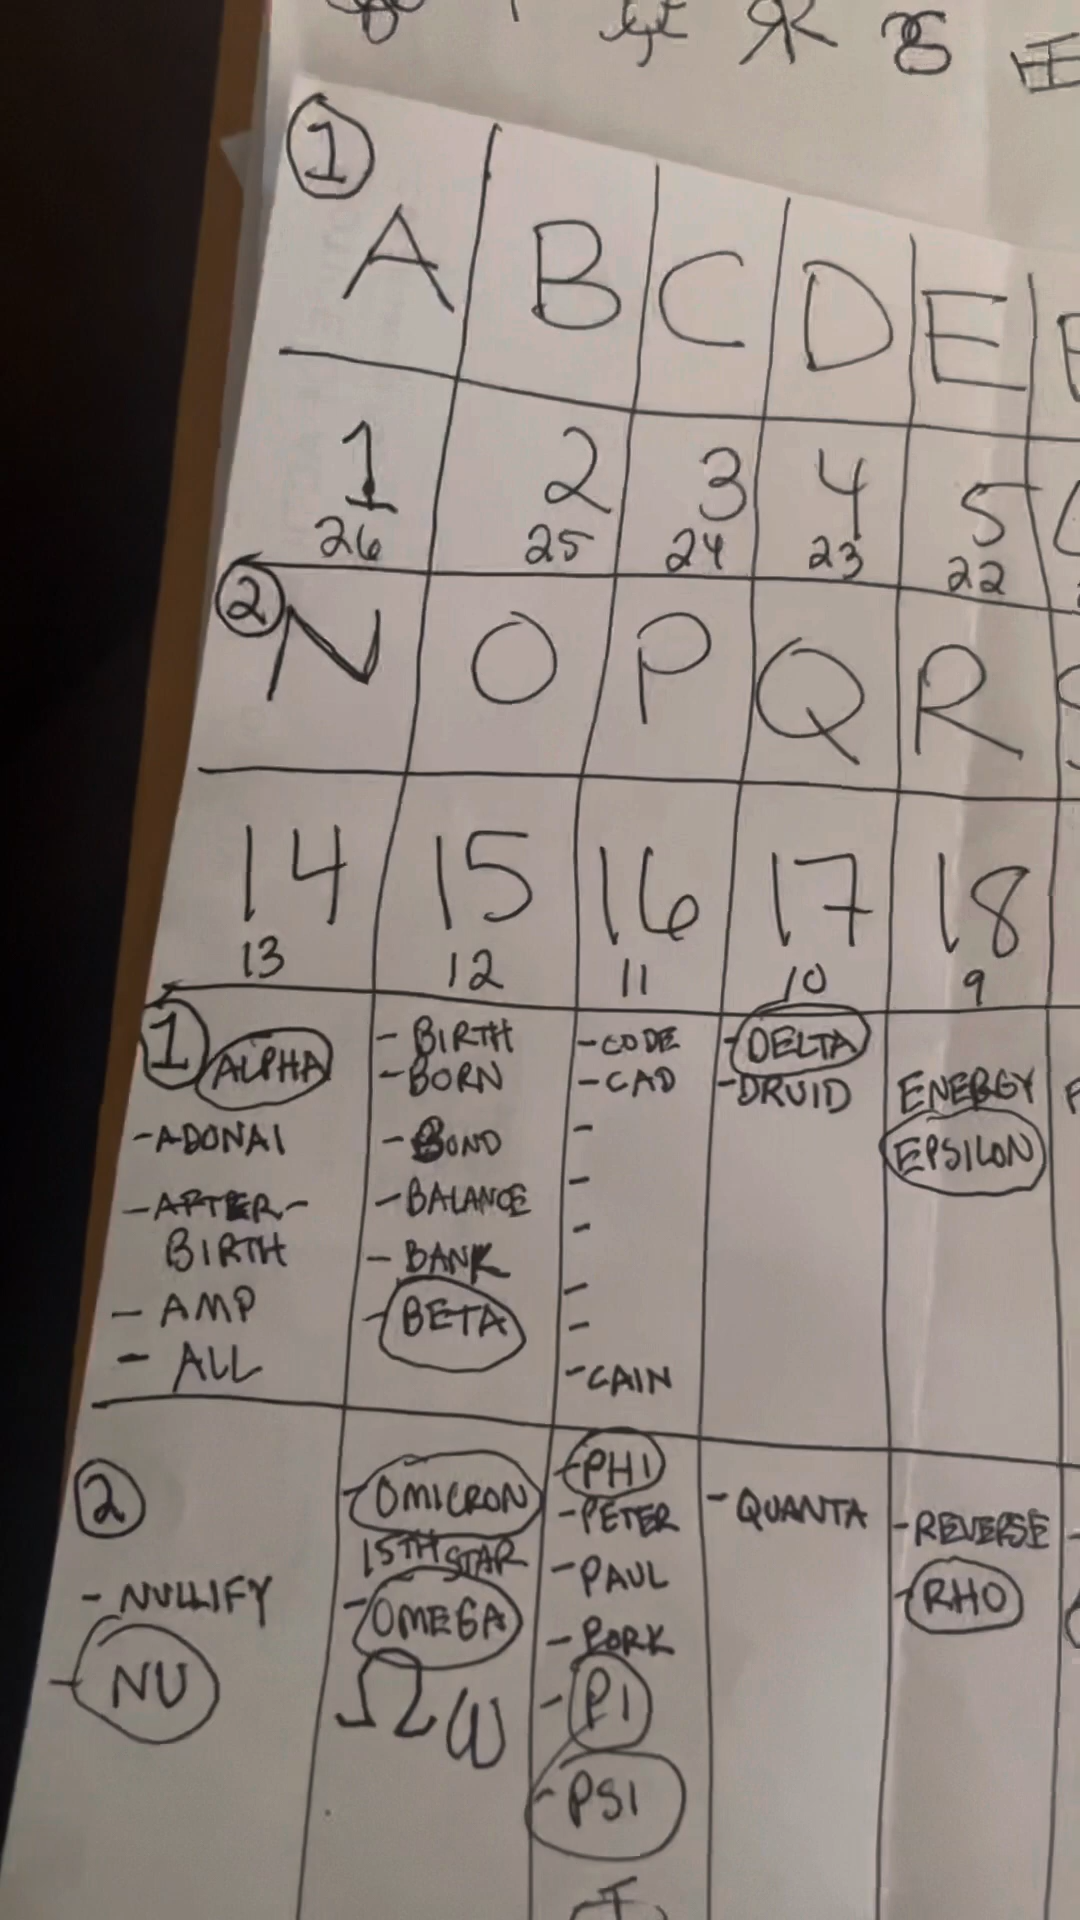 1
A B C D E
1 2 3 4 5
26 25 24 23 22
2
N O P Q R
14 15 16 17 18
13 12 11 10 9
1
ALPHA
-ADONAI
-AFTER-
BIRTH
- AMP
- ALL
- BIRTH
- BORN
- BOND
- BALANCE
- BANK
- BETA
- CODE
- CAD
-
-
-
-
-
- CAIN
- DELTA
- DRUID
ENERGY
EPSILON
2
- NULLIFY
- NU
- OMICRON
15TH STAR
- OMEGA
Ω ω
- PHI
- PETER
- PAUL
- PORK
- PI
- PSI
- QUANTA
- REVERSE
- RHO